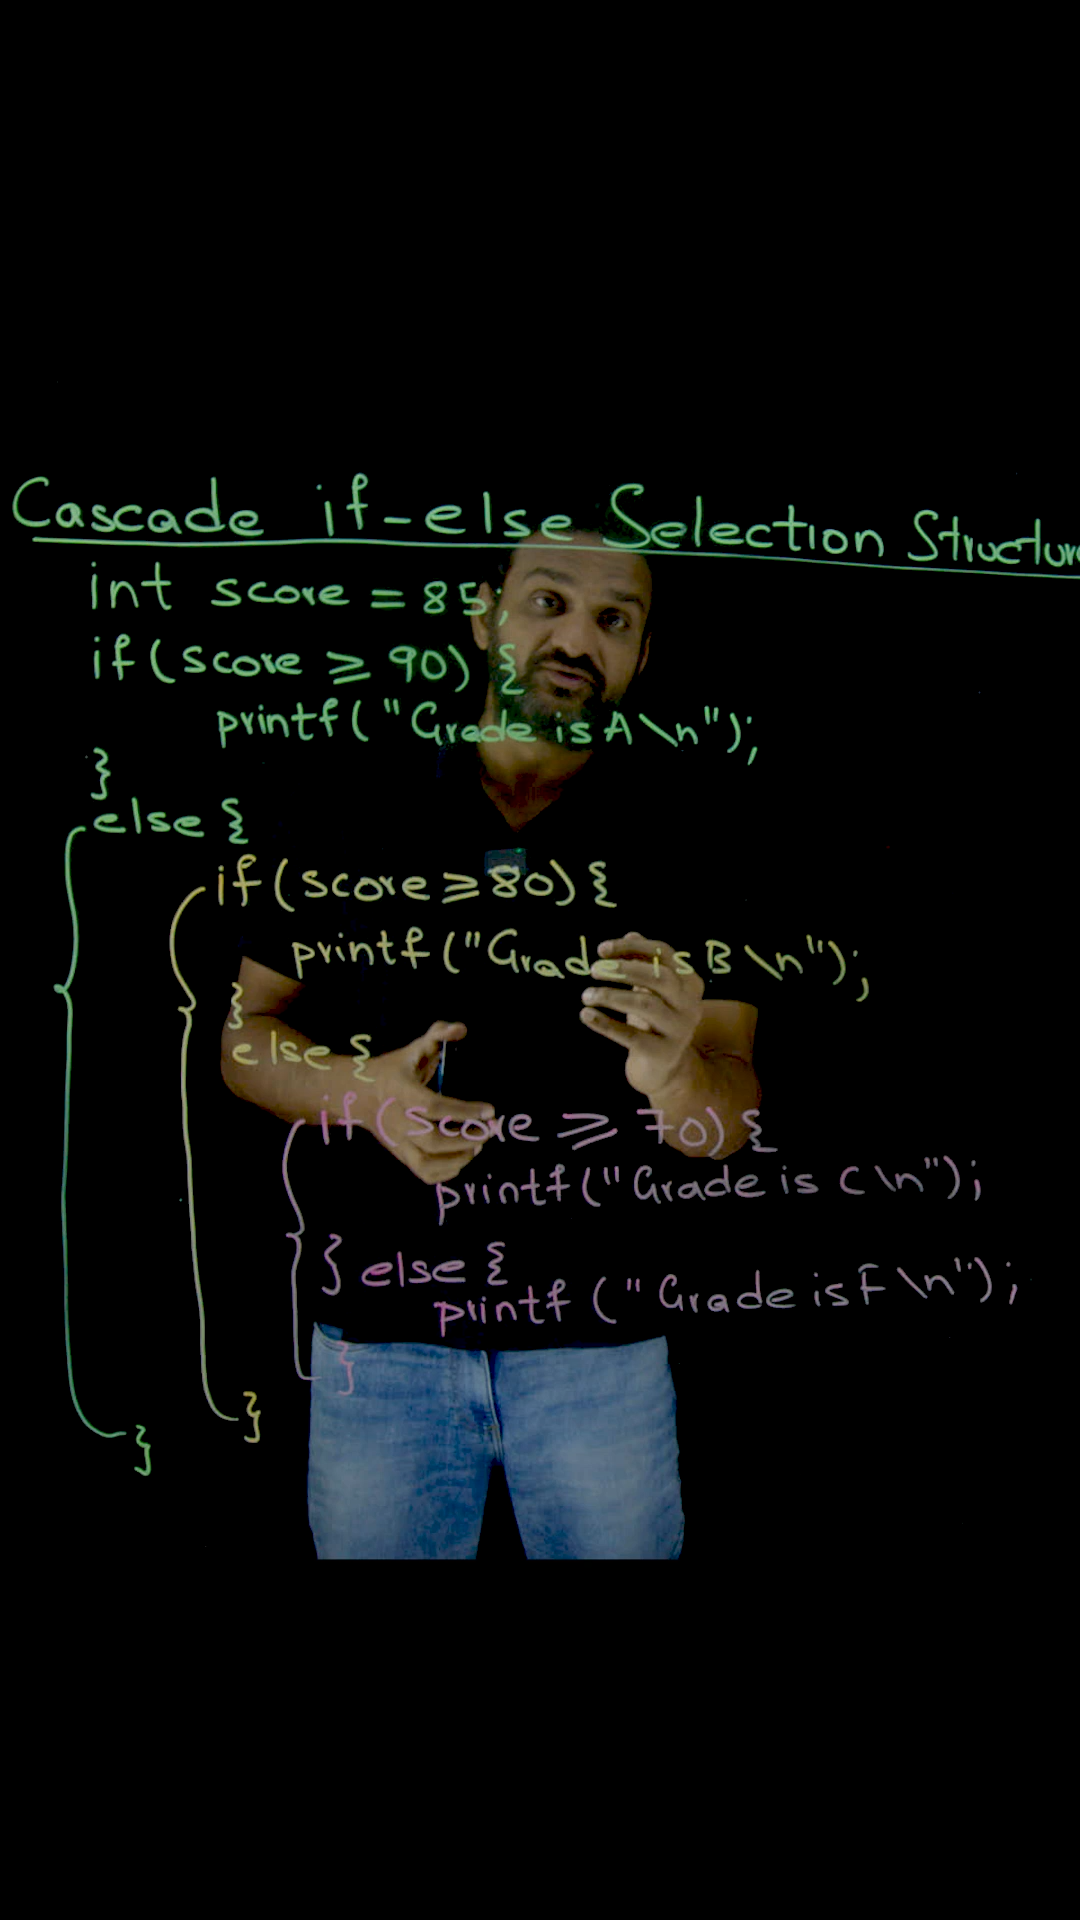 Cascade if-else Selection Structure
int score = 85;
if(score ≥ 90) {
printf("Grade is A\n");
}
else {
if(score ≥ 80) {
printf("Grade is B\n");
}
else {
if(score ≥ 70) {
printf("Grade is C\n");
} else {
printf("Grade is F\n");
}
}
}